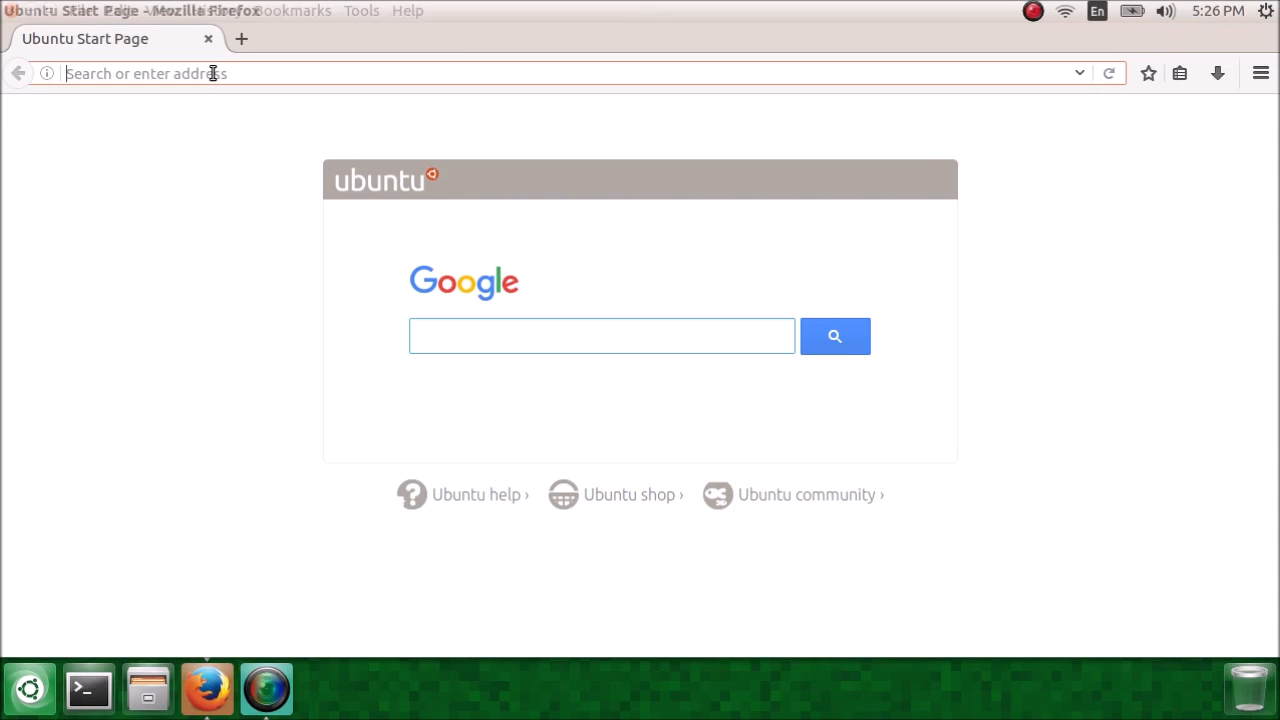 Ubuntu Start Page - Mozilla Firefox Bookmarks Tools Help En 5:26 PM
Ubuntu Start Page
Search or enter address
ubuntu
Google
Ubuntu help › Ubuntu shop › Ubuntu community ›
>_